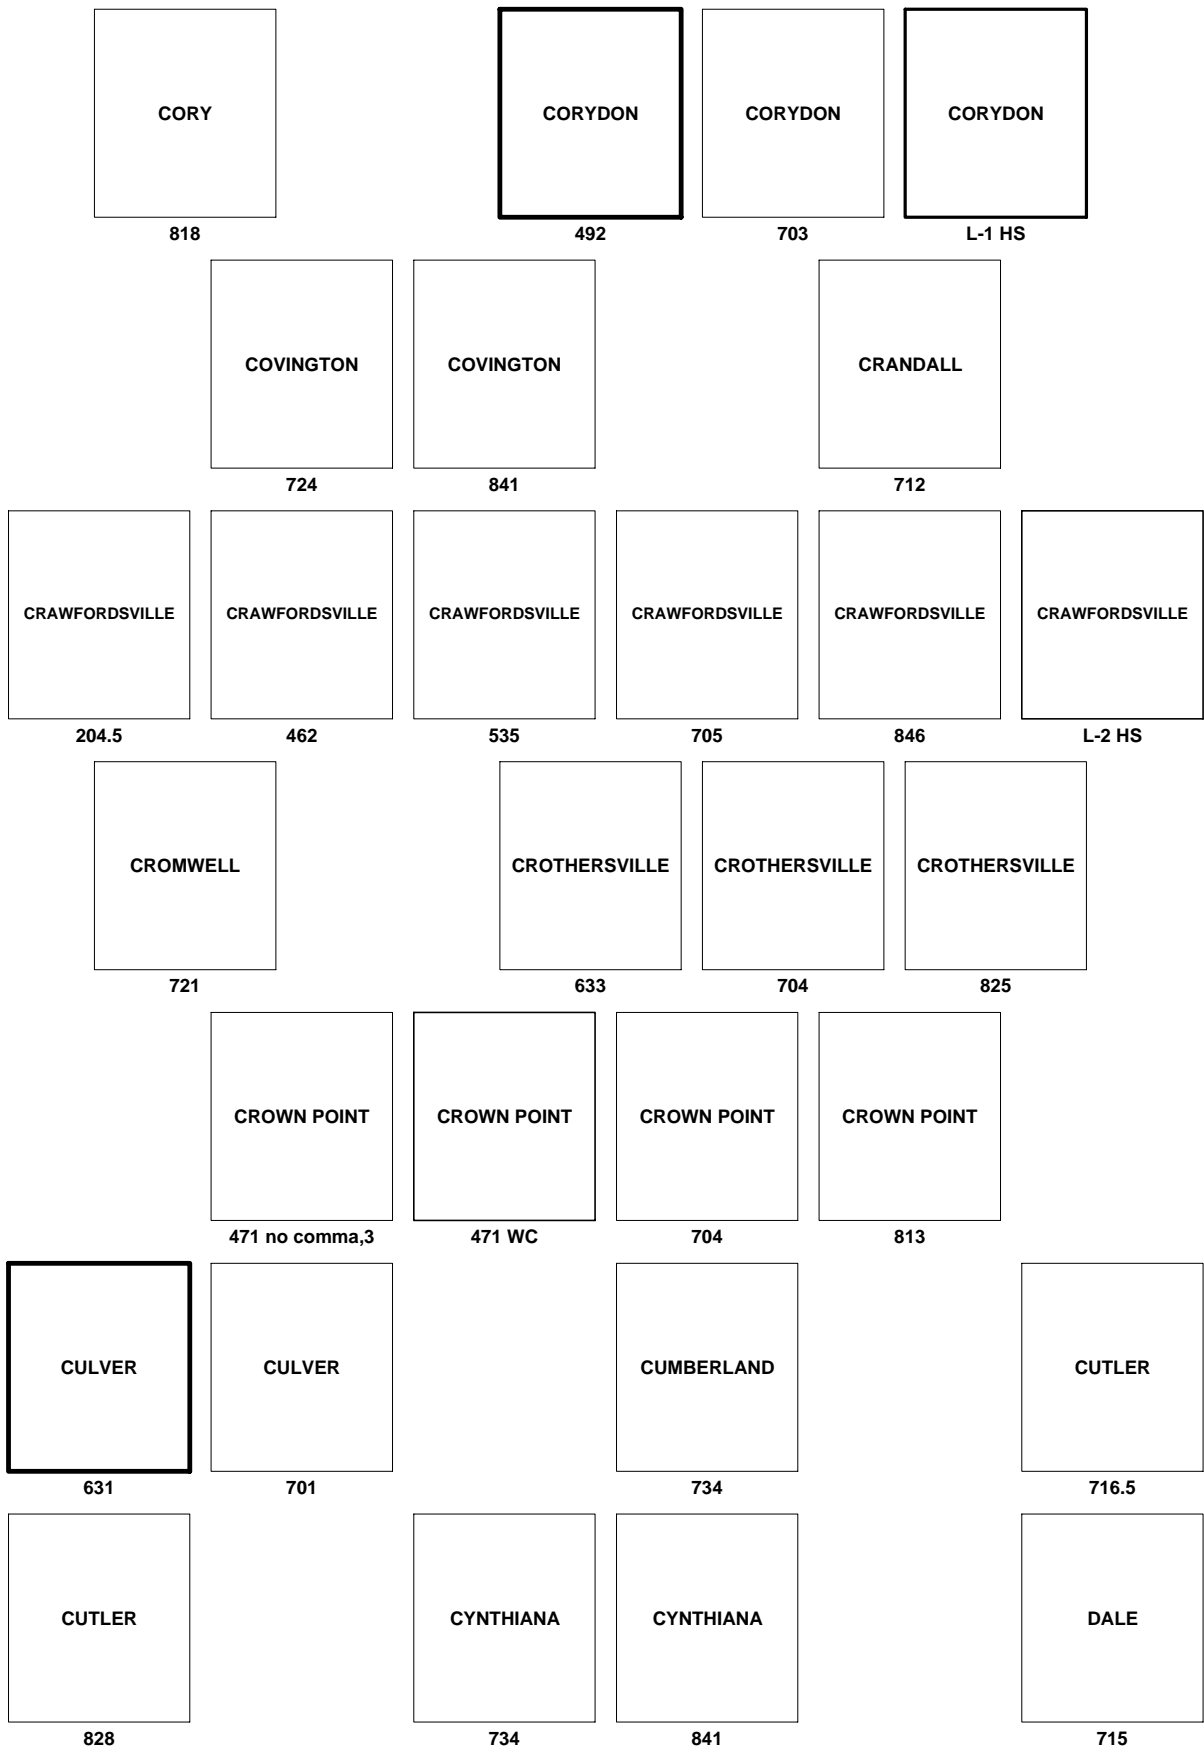 CORY CORYDON CORYDON CORYDON
818 492 703 L-1 HS
COVINGTON COVINGTON CRANDALL
724 841 712
CRAWFORDSVILLE CRAWFORDSVILLE CRAWFORDSVILLE CRAWFORDSVILLE CRAWFORDSVILLE CRAWFORDSVILLE
204.5 462 535 705 846 L-2 HS
CROMWELL CROTHERSVILLE CROTHERSVILLE CROTHERSVILLE
721 633 704 825
CROWN POINT CROWN POINT CROWN POINT CROWN POINT
471 no comma,3 471 WC 704 813
CULVER CULVER CUMBERLAND CUTLER
631 701 734 716.5
CUTLER CYNTHIANA CYNTHIANA DALE
828 734 841 715